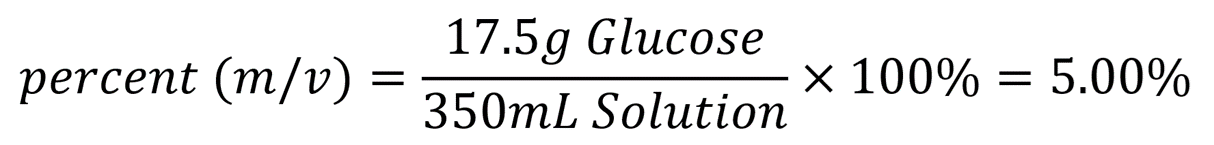 percent (m/v) = 17.5g Glucose / 350mL Solution × 100% = 5.00%